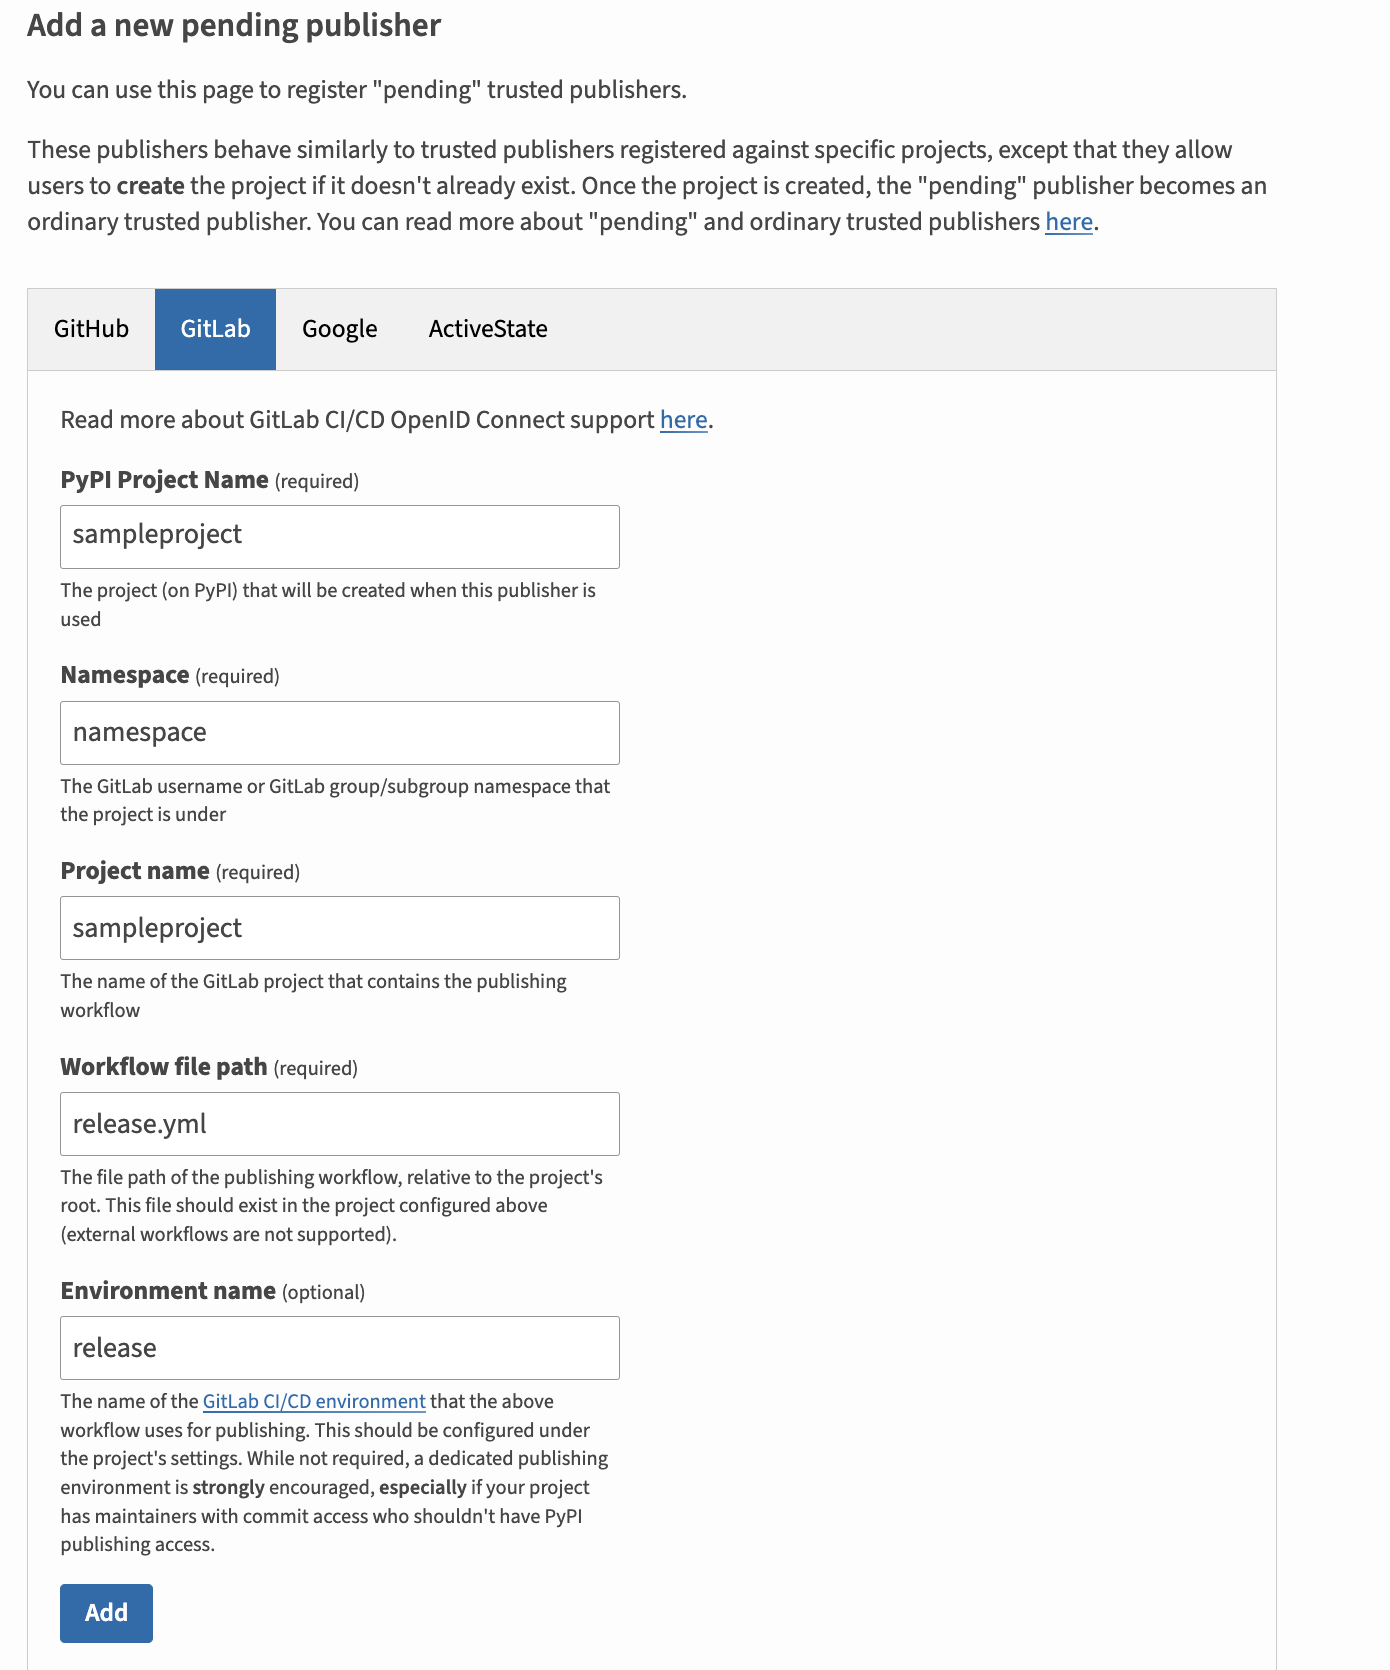 Add a new pending publisher
You can use this page to register "pending" trusted publishers.
These publishers behave similarly to trusted publishers registered against specific projects, except that they allow
users to create the project if it doesn't already exist. Once the project is created, the "pending" publisher becomes an
ordinary trusted publisher. You can read more about "pending" and ordinary trusted publishers here.
GitHub GitLab Google ActiveState
Read more about GitLab CI/CD OpenID Connect support here.
PyPI Project Name (required)
sampleproject
The project (on PyPI) that will be created when this publisher is
used
Namespace (required)
namespace
The GitLab username or GitLab group/subgroup namespace that
the project is under
Project name (required)
sampleproject
The name of the GitLab project that contains the publishing
workflow
Workflow file path (required)
release.yml
The file path of the publishing workflow, relative to the project's
root. This file should exist in the project configured above
(external workflows are not supported).
Environment name (optional)
release
The name of the GitLab CI/CD environment that the above
workflow uses for publishing. This should be configured under
the project's settings. While not required, a dedicated publishing
environment is strongly encouraged, especially if your project
has maintainers with commit access who shouldn't have PyPI
publishing access.
Add